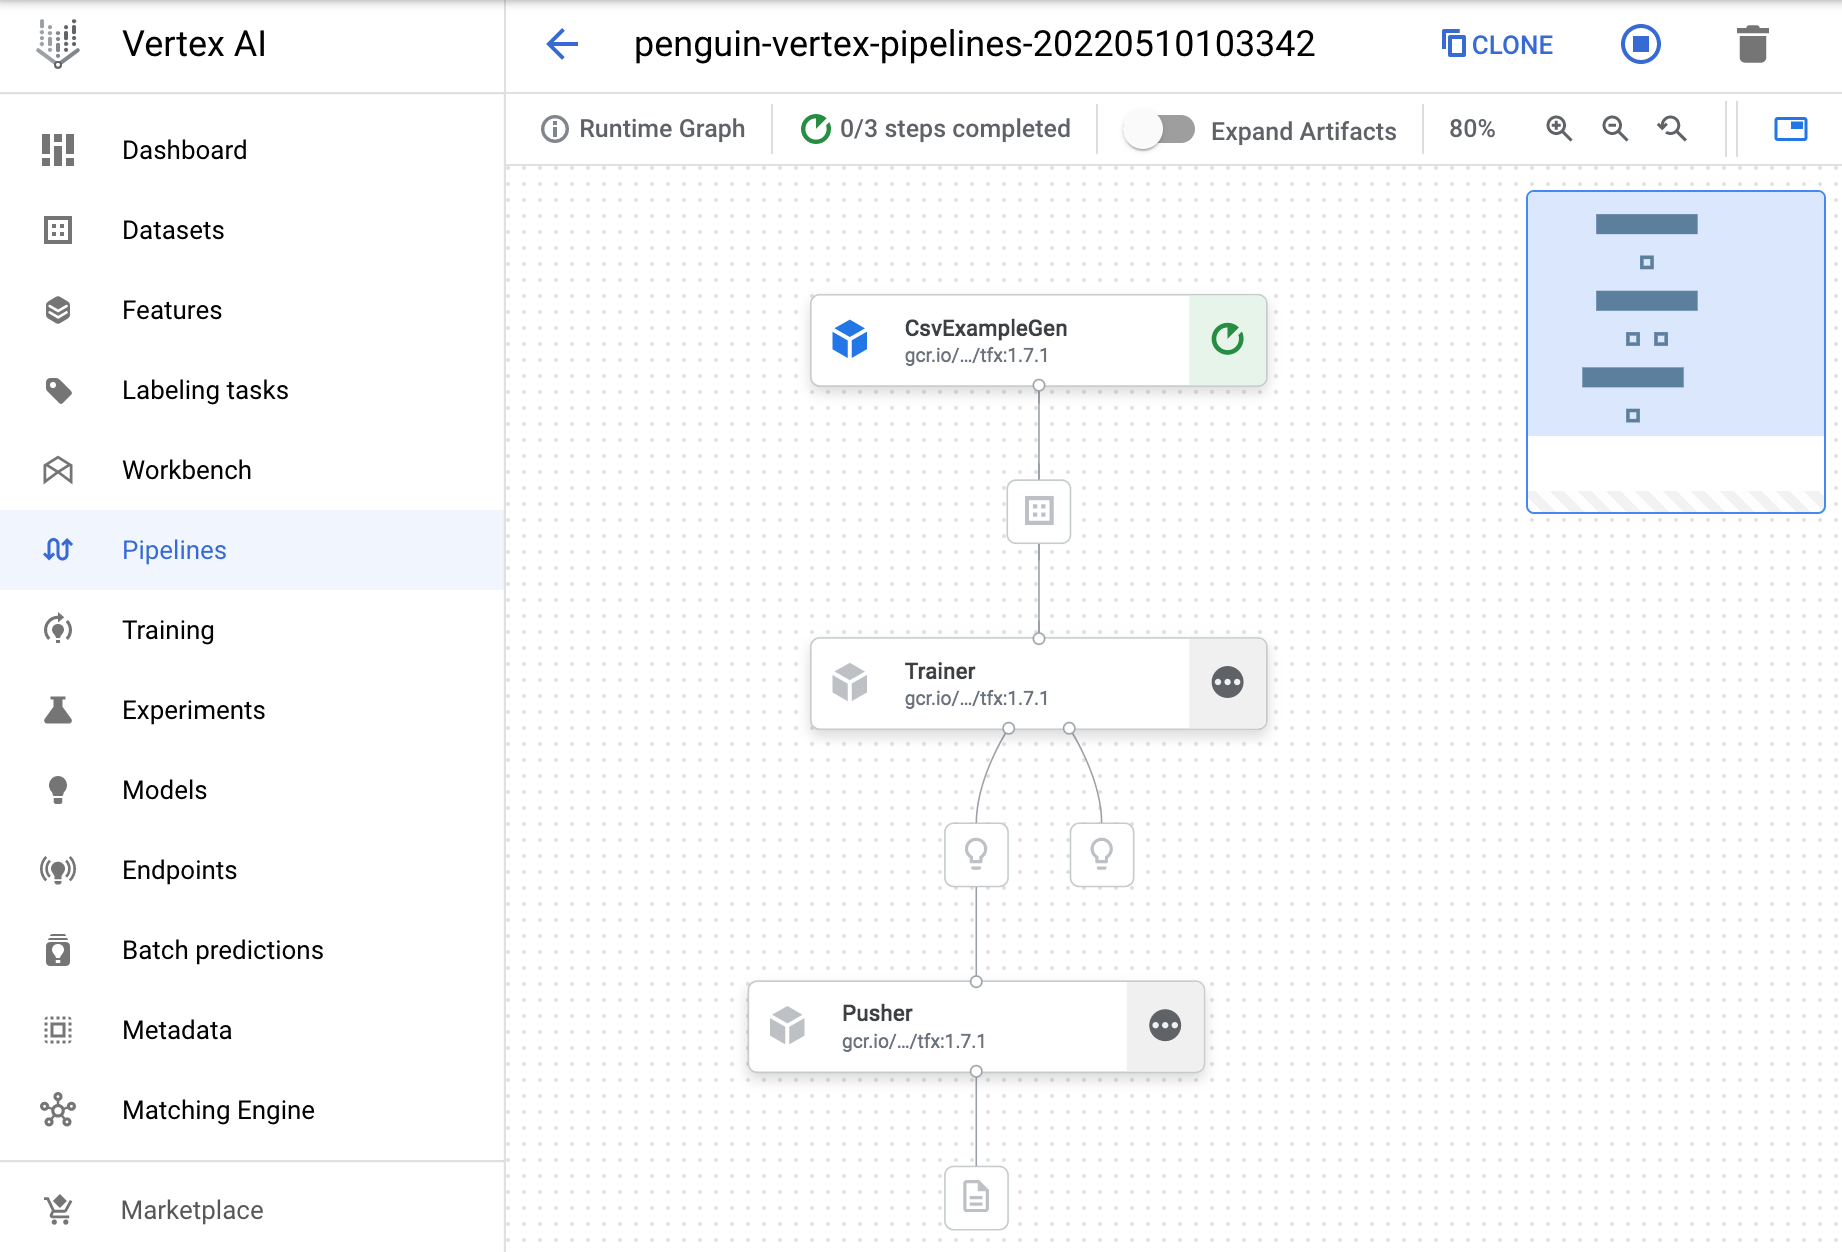 Vertex AI
Dashboard
Datasets
Features
Labeling tasks
Workbench
Pipelines
Training
Experiments
Models
Endpoints
Batch predictions
Metadata
Matching Engine
Marketplace
penguin-vertex-pipelines-20220510103342
CLONE
Runtime Graph
0/3 steps completed
Expand Artifacts
80%
CsvExampleGen
gcr.io/.../tfx:1.7.1
Trainer
gcr.io/.../tfx:1.7.1
Pusher
gcr.io/.../tfx:1.7.1